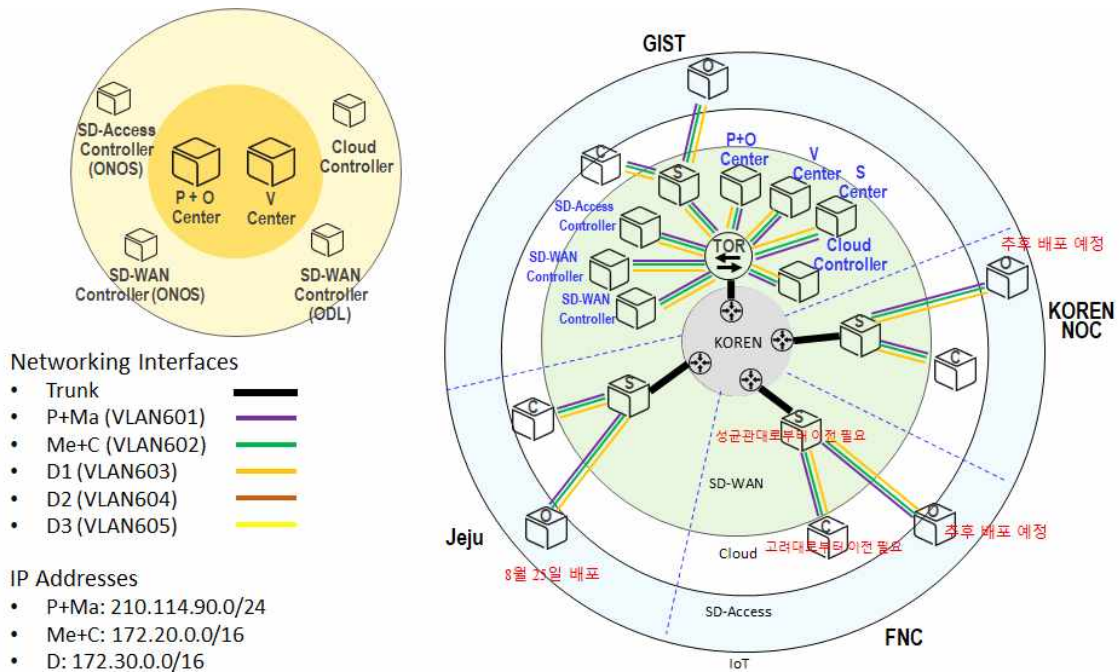 SD-Access
Controller
(ONOS)
Cloud
Controller
P + O
Center
V
Center
SD-WAN
Controller (ONOS)
SD-WAN
Controller
(ODL)
Networking Interfaces
• Trunk
• P+Ma (VLAN601)
• Me+C (VLAN602)
• D1 (VLAN603)
• D2 (VLAN604)
• D3 (VLAN605)
IP Addresses
• P+Ma: 210.114.90.0/24
• Me+C: 172.20.0.0/16
• D: 172.30.0.0/16
GIST
O
C
S
P+O
Center
V
Center
S
Center
SD-Access
Controller
TOR
Cloud
Controller
SD-WAN
Controller
SD-WAN
Controller
추후 배포 예정
O
KOREN
NOC
KOREN
S
C
S
C
S
성균관대로부터 이전 필요
SD-WAN
O
Jeju
8월 25일 배포
C
Cloud
고려대로부터 이전 필요
O
추후 배포 예정
SD-Access
FNC
IoT